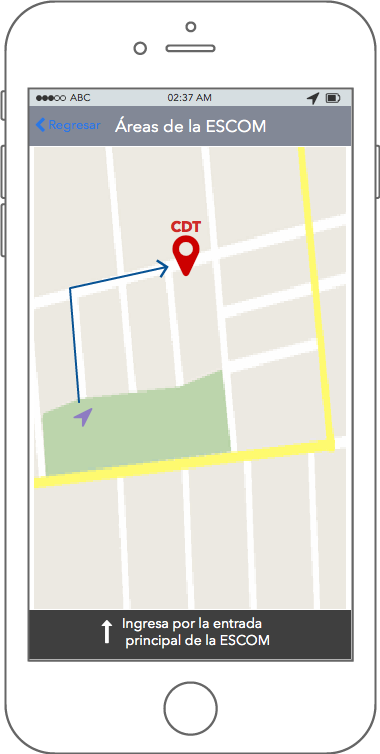 ABC 02:37 AM
Regresar Áreas de la ESCOM
CDT
Ingresa por la entrada
principal de la ESCOM